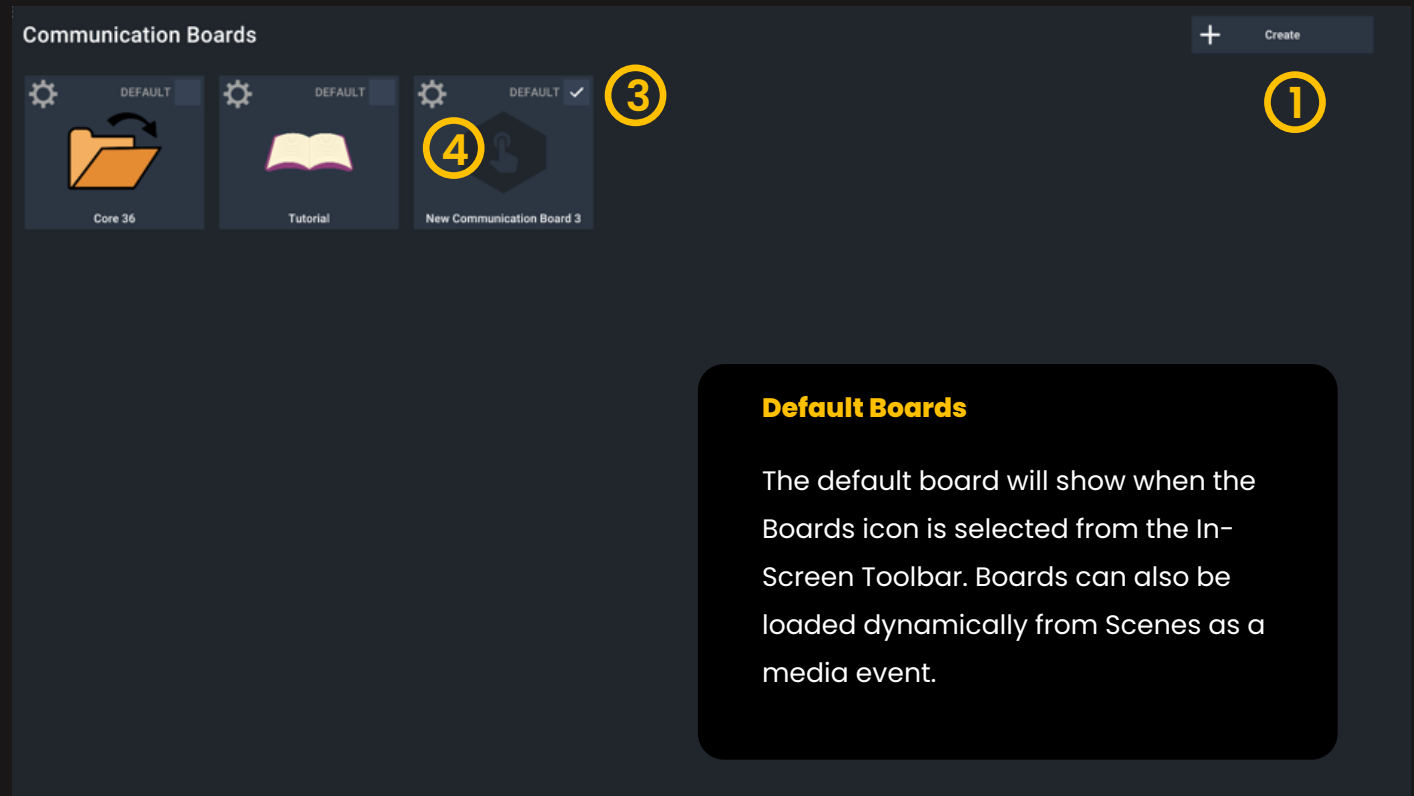 Communication Boards
+ Create
DEFAULT
DEFAULT
DEFAULT
3
1
4
Core 36
Tutorial
New Communication Board 3
Default Boards
The default board will show when the
Boards icon is selected from the In-
Screen Toolbar. Boards can also be
loaded dynamically from Scenes as a
media event.